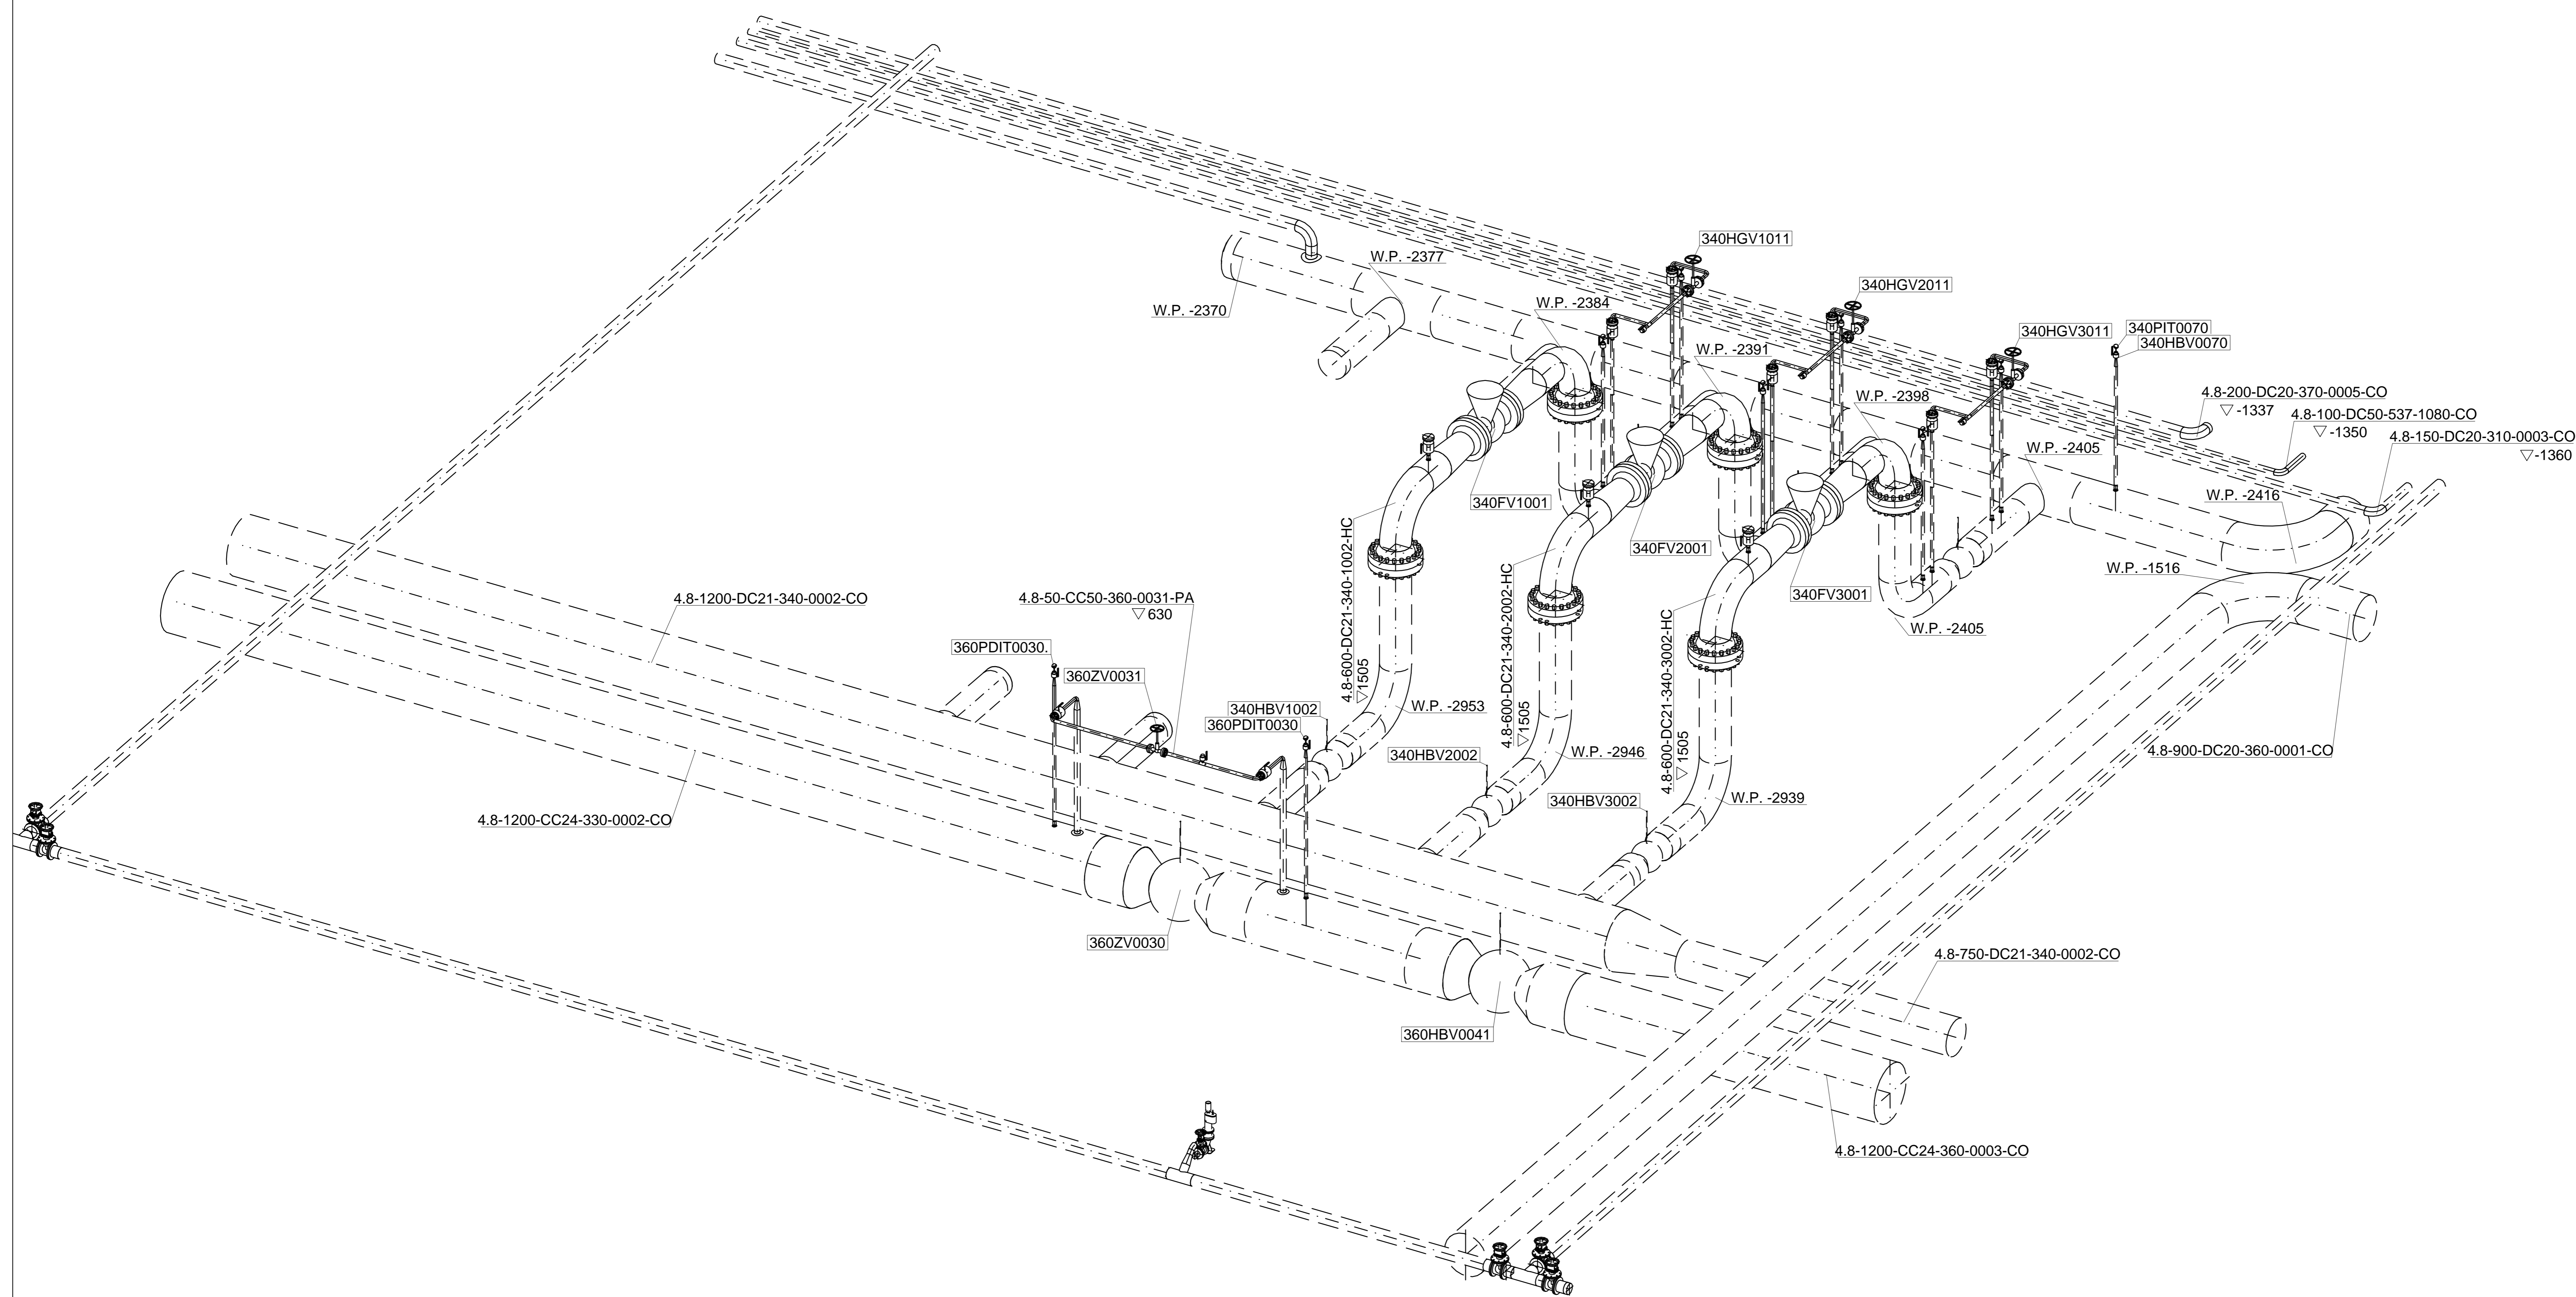 340HGV1011
W.P. -2377
340HGV2011
W.P. -2370
W.P. -2384
340HGV3011
340PIT0070
340HBV0070
W.P. -2391
W.P. -2398
4.8-200-DC20-370-0005-CO
▽ -1337
4.8-100-DC50-537-1080-CO
▽ -1350
4.8-150-DC20-310-0003-CO
▽-1360
W.P. -2405
W.P. -2416
340FV1001
340FV2001
340FV3001
W.P. -1516
W.P. -2405
4.8-1200-DC21-340-0002-CO
4.8-50-CC50-360-0031-PA
▽ 630
4.8-600-DC21-340-1002-HC
▽1505
4.8-600-DC21-340-2002-HC
▽1505
4.8-600-DC21-340-3002-HC
▽1505
360PDIT0030.
360ZV0031
340HBV1002
360PDIT0030
W.P. -2953
340HBV2002
W.P. -2946
4.8-900-DC20-360-0001-CO
340HBV3002
W.P. -2939
4.8-1200-CC24-330-0002-CO
360ZV0030
4.8-750-DC21-340-0002-CO
360HBV0041
4.8-1200-CC24-360-0003-CO